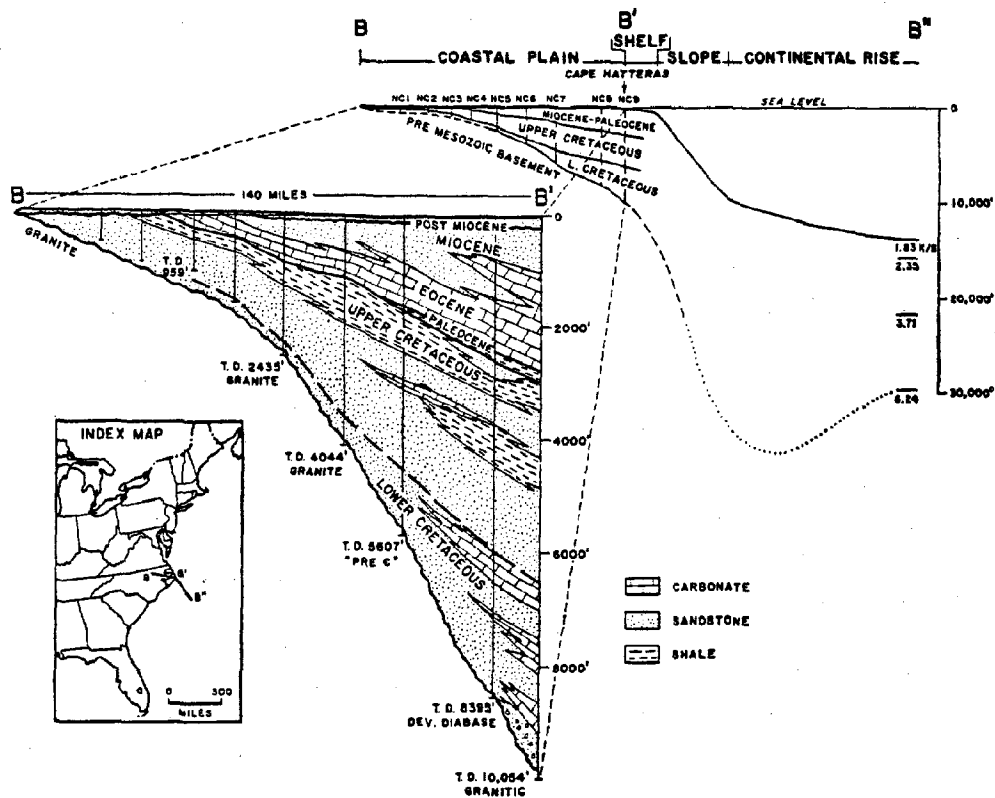 B B' B"
SHELF
COASTAL PLAIN SLOPE CONTINENTAL RISE
CAPE HATTERAS
NC1 NC2 NC3 NC4 NC5 NC6 NC7 NC8 NC9 SEA LEVEL 0
MIOCENE-PALEOCENE
UPPER CRETACEOUS
PRE MESOZOIC BASEMENT
L. CRETACEOUS
B 140 MILES B'
10,000'
0
POST MIOCENE
MIOCENE
GRANITE
1.83 K/S
2.35
T.D.
959'
EOCENE
20,000'
3.71
PALEOCENE
2000'
UPPER CRETACEOUS
T.D. 2435'
GRANITE
30,000'
6.24
INDEX MAP
4000'
T.D. 4044'
GRANITE
LOWER CRETACEOUS
T.D. 5607'
"PRE Є"
6000'
B B'
B"
CARBONATE
SANDSTONE
SHALE
8000'
0 300
MILES
T.D. 8395'
DEV. DIABASE
T.D. 10,054'
GRANITIC